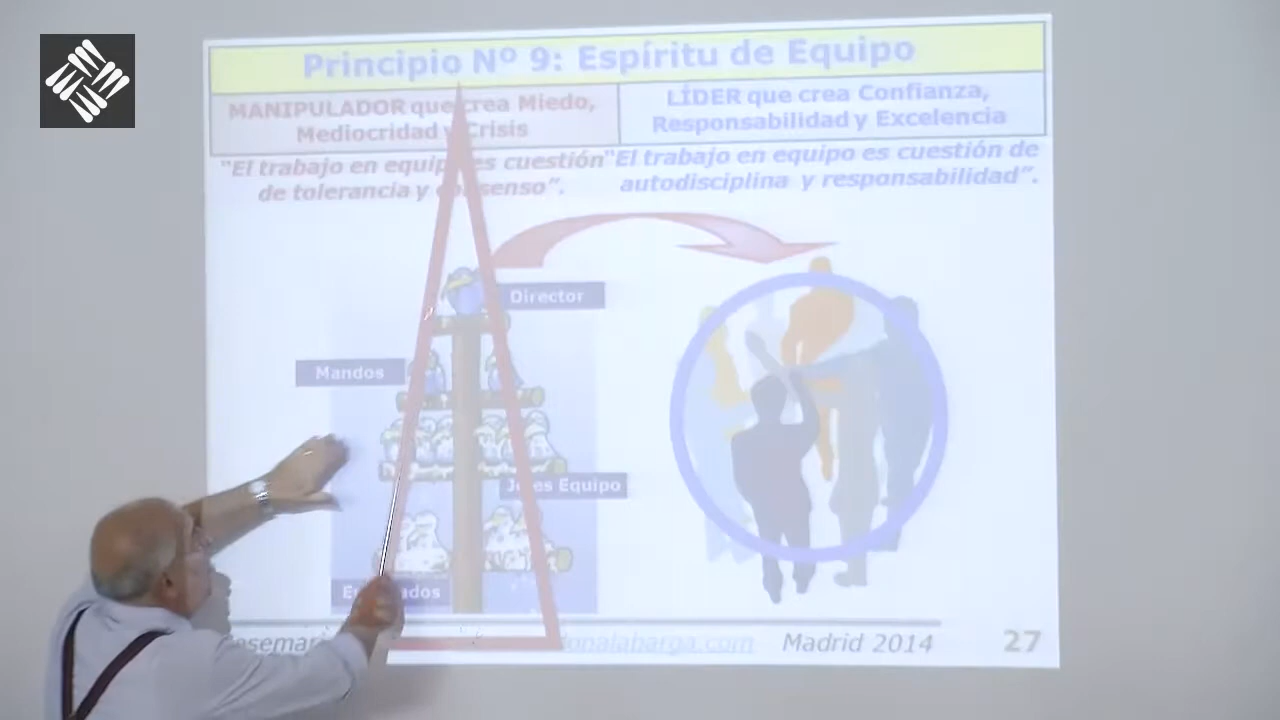 Principio Nº 9: Espíritu de Equipo
MANIPULADOR que crea Miedo,
Mediocridad y Crisis
LÍDER que crea Confianza,
Responsabilidad y Excelencia
"El trabajo en equipo es cuestión
de tolerancia y consenso".
"El trabajo en equipo es cuestión de
autodisciplina y responsabilidad".
Director
Mandos
Jefes Equipo
Madrid 2014
27